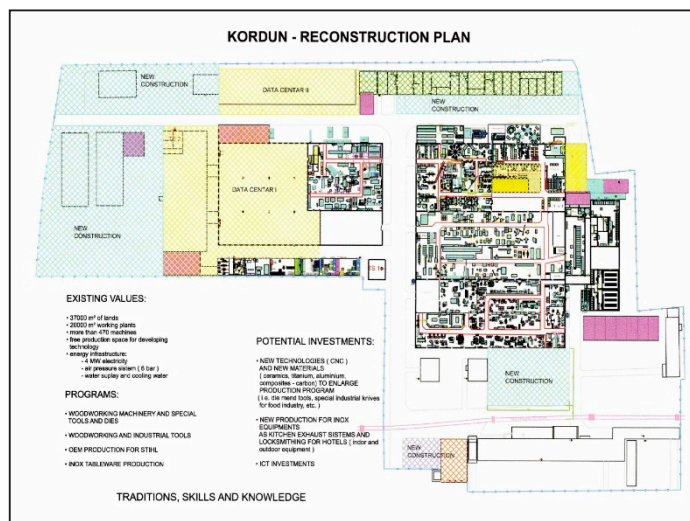 KORDUN - RECONSTRUCTION PLAN
NEW
CONSTRUCTION
DATA CENTAR II
NEW
CONSTRUCTION
DATA CENTAR I
NEW
CONSTRUCTION
EXISTING VALUES:
• 37000 m² of lands
• 20000 m² working plants
• more than 470 machines
• free production space for developing
technology
• energy infrastructure:
- 4 MW electricity
- air pressure sistem ( 6 bar )
- water suplay and cooling water
PROGRAMS:
• WOODWORKING MACHINERY AND SPECIAL
TOOLS AND DIES
• WOODWORKING AND INDUSTRIAL TOOLS
• OEM PRODUCTION FOR STIHL
• INOX TABLEWARE PRODUCTION
POTENTIAL INVESTMENTS:
• NEW TECHNOLOGIES ( CNC )
AND NEW MATERIALS
( ceramics, titanium, aluminium,
composites - carbon) TO ENLARGE
PRODUCTION PROGRAM
( i.e. die mend tools, special industrial knives
for food industry, etc. )
• NEW PRODUCTION FOR INOX
EQUIPMENTS
AS KITCHEN EXHAUST SISTEMS AND
LOCKSMITHING FOR HOTELS ( indor and
outdoor equipment )
• ICT INVESTMENTS
NEW
CONSTRUCTION
NEW
CONSTRUCTION
TRADITIONS, SKILLS AND KNOWLEDGE